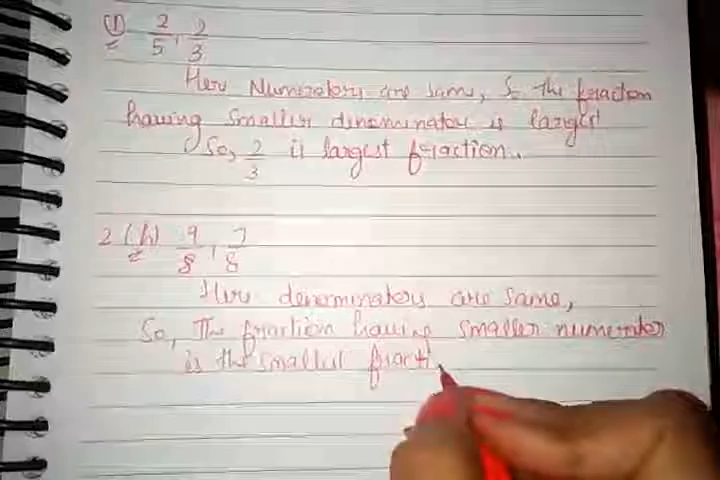 (1) 2/5, 2/3
Here Numerators are same, So the fraction
having smaller denominator is largest
So, 2/3 is largest fraction.
2 (h) 9/8, 7/8
Here denominators are same,
So, The fraction having smaller numerator
is the smallest fracti